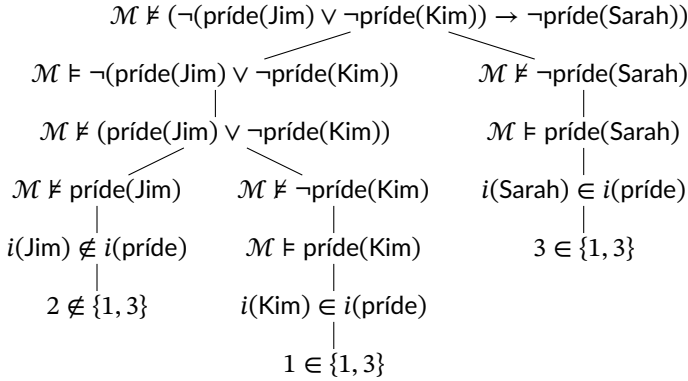 ℳ ⊭ (¬(príde(Jim) ∨ ¬príde(Kim)) → ¬príde(Sarah))
ℳ ⊨ ¬(príde(Jim) ∨ ¬príde(Kim)) ℳ ⊭ ¬príde(Sarah)
ℳ ⊭ (príde(Jim) ∨ ¬príde(Kim)) ℳ ⊨ príde(Sarah)
ℳ ⊭ príde(Jim) ℳ ⊭ ¬príde(Kim) i(Sarah) ∈ i(príde)
i(Jim) ∉ i(príde) ℳ ⊨ príde(Kim) 3 ∈ {1, 3}
2 ∉ {1, 3} i(Kim) ∈ i(príde)
1 ∈ {1, 3}